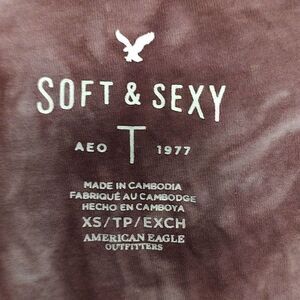 SOFT & SEXY
AEO T 1977
MADE IN CAMBODIA
FABRIQUÉ AU CAMBODGE
HECHO EN CAMBOYA
XS/TP/EXCH
AMERICAN EAGLE
OUTFITTERS